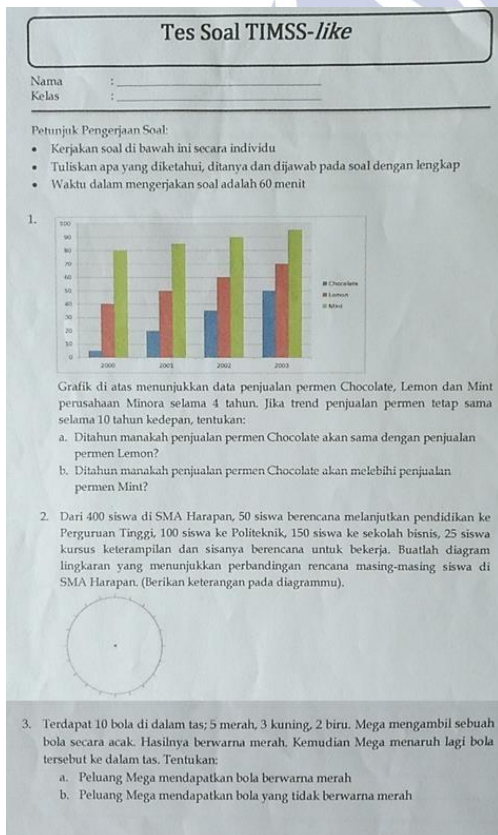 Tes Soal TIMSS-like
Nama :
Kelas :
Petunjuk Pengerjaan Soal:
• Kerjakan soal di bawah ini secara individu
• Tuliskan apa yang diketahui, ditanya dan dijawab pada soal dengan lengkap
• Waktu dalam mengerjakan soal adalah 60 menit
1.
100
90
80
70
60
50
40
30
20
10
0
2000 2001 2002 2003
Chocolate
Lemon
Mint
Grafik di atas menunjukkan data penjualan permen Chocolate, Lemon dan Mint
perusahaan Minora selama 4 tahun. Jika trend penjualan permen tetap sama
selama 10 tahun kedepan, tentukan:
a. Ditahun manakah penjualan permen Chocolate akan sama dengan penjualan
permen Lemon?
b. Ditahun manakah penjualan permen Chocolate akan melebihi penjualan
permen Mint?
2. Dari 400 siswa di SMA Harapan, 50 siswa berencana melanjutkan pendidikan ke
Perguruan Tinggi, 100 siswa ke Politeknik, 150 siswa ke sekolah bisnis, 25 siswa
kursus keterampilan dan sisanya berencana untuk bekerja. Buatlah diagram
lingkaran yang menunjukkan perbandingan rencana masing-masing siswa di
SMA Harapan. (Berikan keterangan pada diagrammu).
3. Terdapat 10 bola di dalam tas; 5 merah, 3 kuning, 2 biru. Mega mengambil sebuah
bola secara acak. Hasilnya berwarna merah. Kemudian Mega menaruh lagi bola
tersebut ke dalam tas. Tentukan:
a. Peluang Mega mendapatkan bola berwarna merah
b. Peluang Mega mendapatkan bola yang tidak berwarna merah